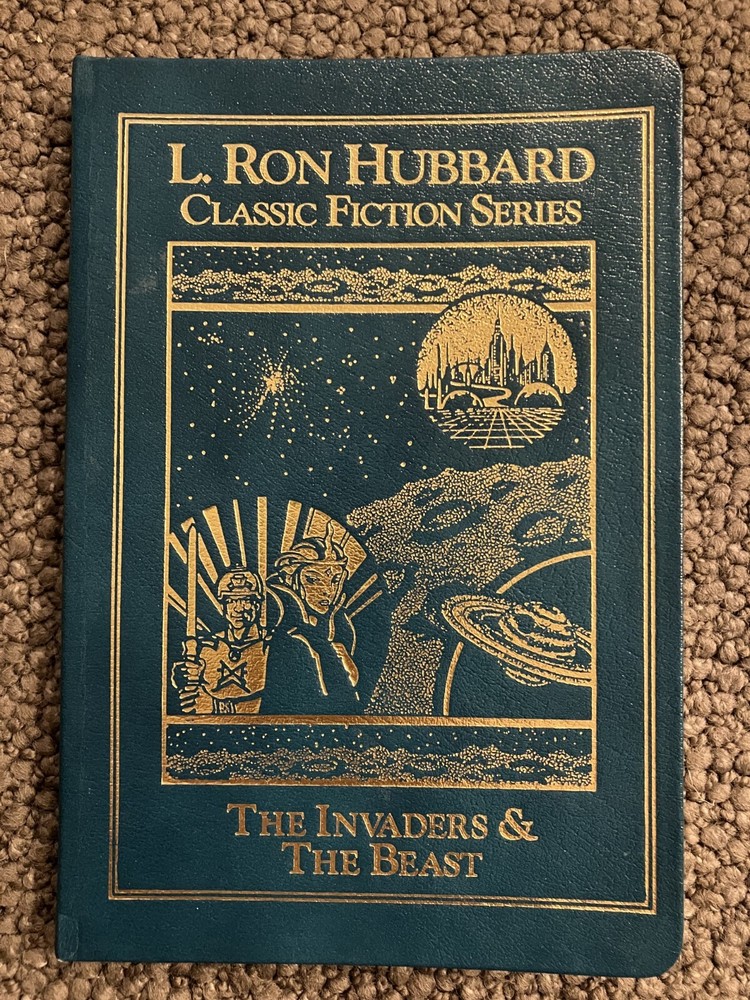 L. RON HUBBARD
CLASSIC FICTION SERIES
THE INVADERS &
THE BEAST